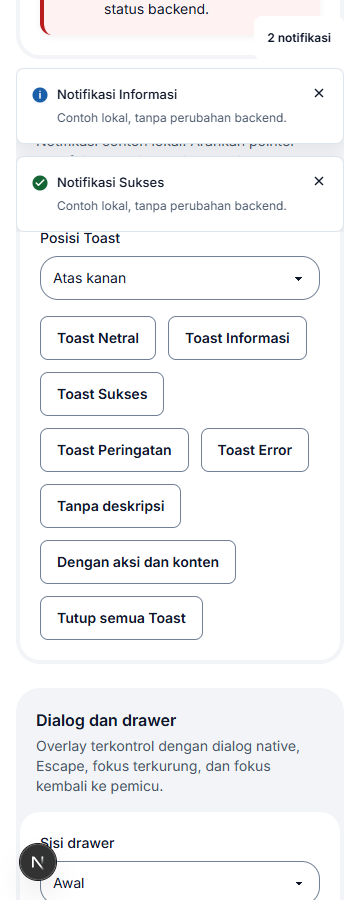 status backend.
2 notifikasi
Notifikasi Informasi
Contoh lokal, tanpa perubahan backend.
Notifikasi Sukses
Contoh lokal, tanpa perubahan backend.
Posisi Toast
Atas kanan
Toast Netral
Toast Informasi
Toast Sukses
Toast Peringatan
Toast Error
Tanpa deskripsi
Dengan aksi dan konten
Tutup semua Toast
Dialog dan drawer
Overlay terkontrol dengan dialog native,
Escape, fokus terkurung, dan fokus
kembali ke pemicu.
Sisi drawer
N
Awal